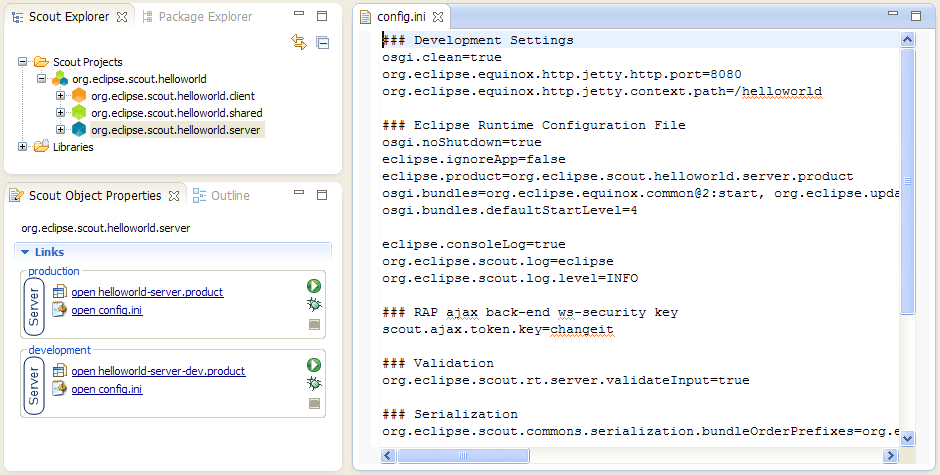 Scout Explorer
Package Explorer
Scout Projects
org.eclipse.scout.helloworld
org.eclipse.scout.helloworld.client
org.eclipse.scout.helloworld.shared
org.eclipse.scout.helloworld.server
Libraries
Scout Object Properties
Outline
org.eclipse.scout.helloworld.server
Links
production
Server
open helloworld-server.product
open config.ini
development
Server
open helloworld-server-dev.product
open config.ini
config.ini
### Development Settings
osgi.clean=true
org.eclipse.equinox.http.jetty.http.port=8080
org.eclipse.equinox.http.jetty.context.path=/helloworld
### Eclipse Runtime Configuration File
osgi.noShutdown=true
eclipse.ignoreApp=false
eclipse.product=org.eclipse.scout.helloworld.server.product
osgi.bundles=org.eclipse.equinox.common@2:start, org.eclipse.upda
osgi.bundles.defaultStartLevel=4
eclipse.consoleLog=true
org.eclipse.scout.log=eclipse
org.eclipse.scout.log.level=INFO
### RAP ajax back-end ws-security key
scout.ajax.token.key=changeit
### Validation
org.eclipse.scout.rt.server.validateInput=true
### Serialization
org.eclipse.scout.commons.serialization.bundleOrderPrefixes=org.e